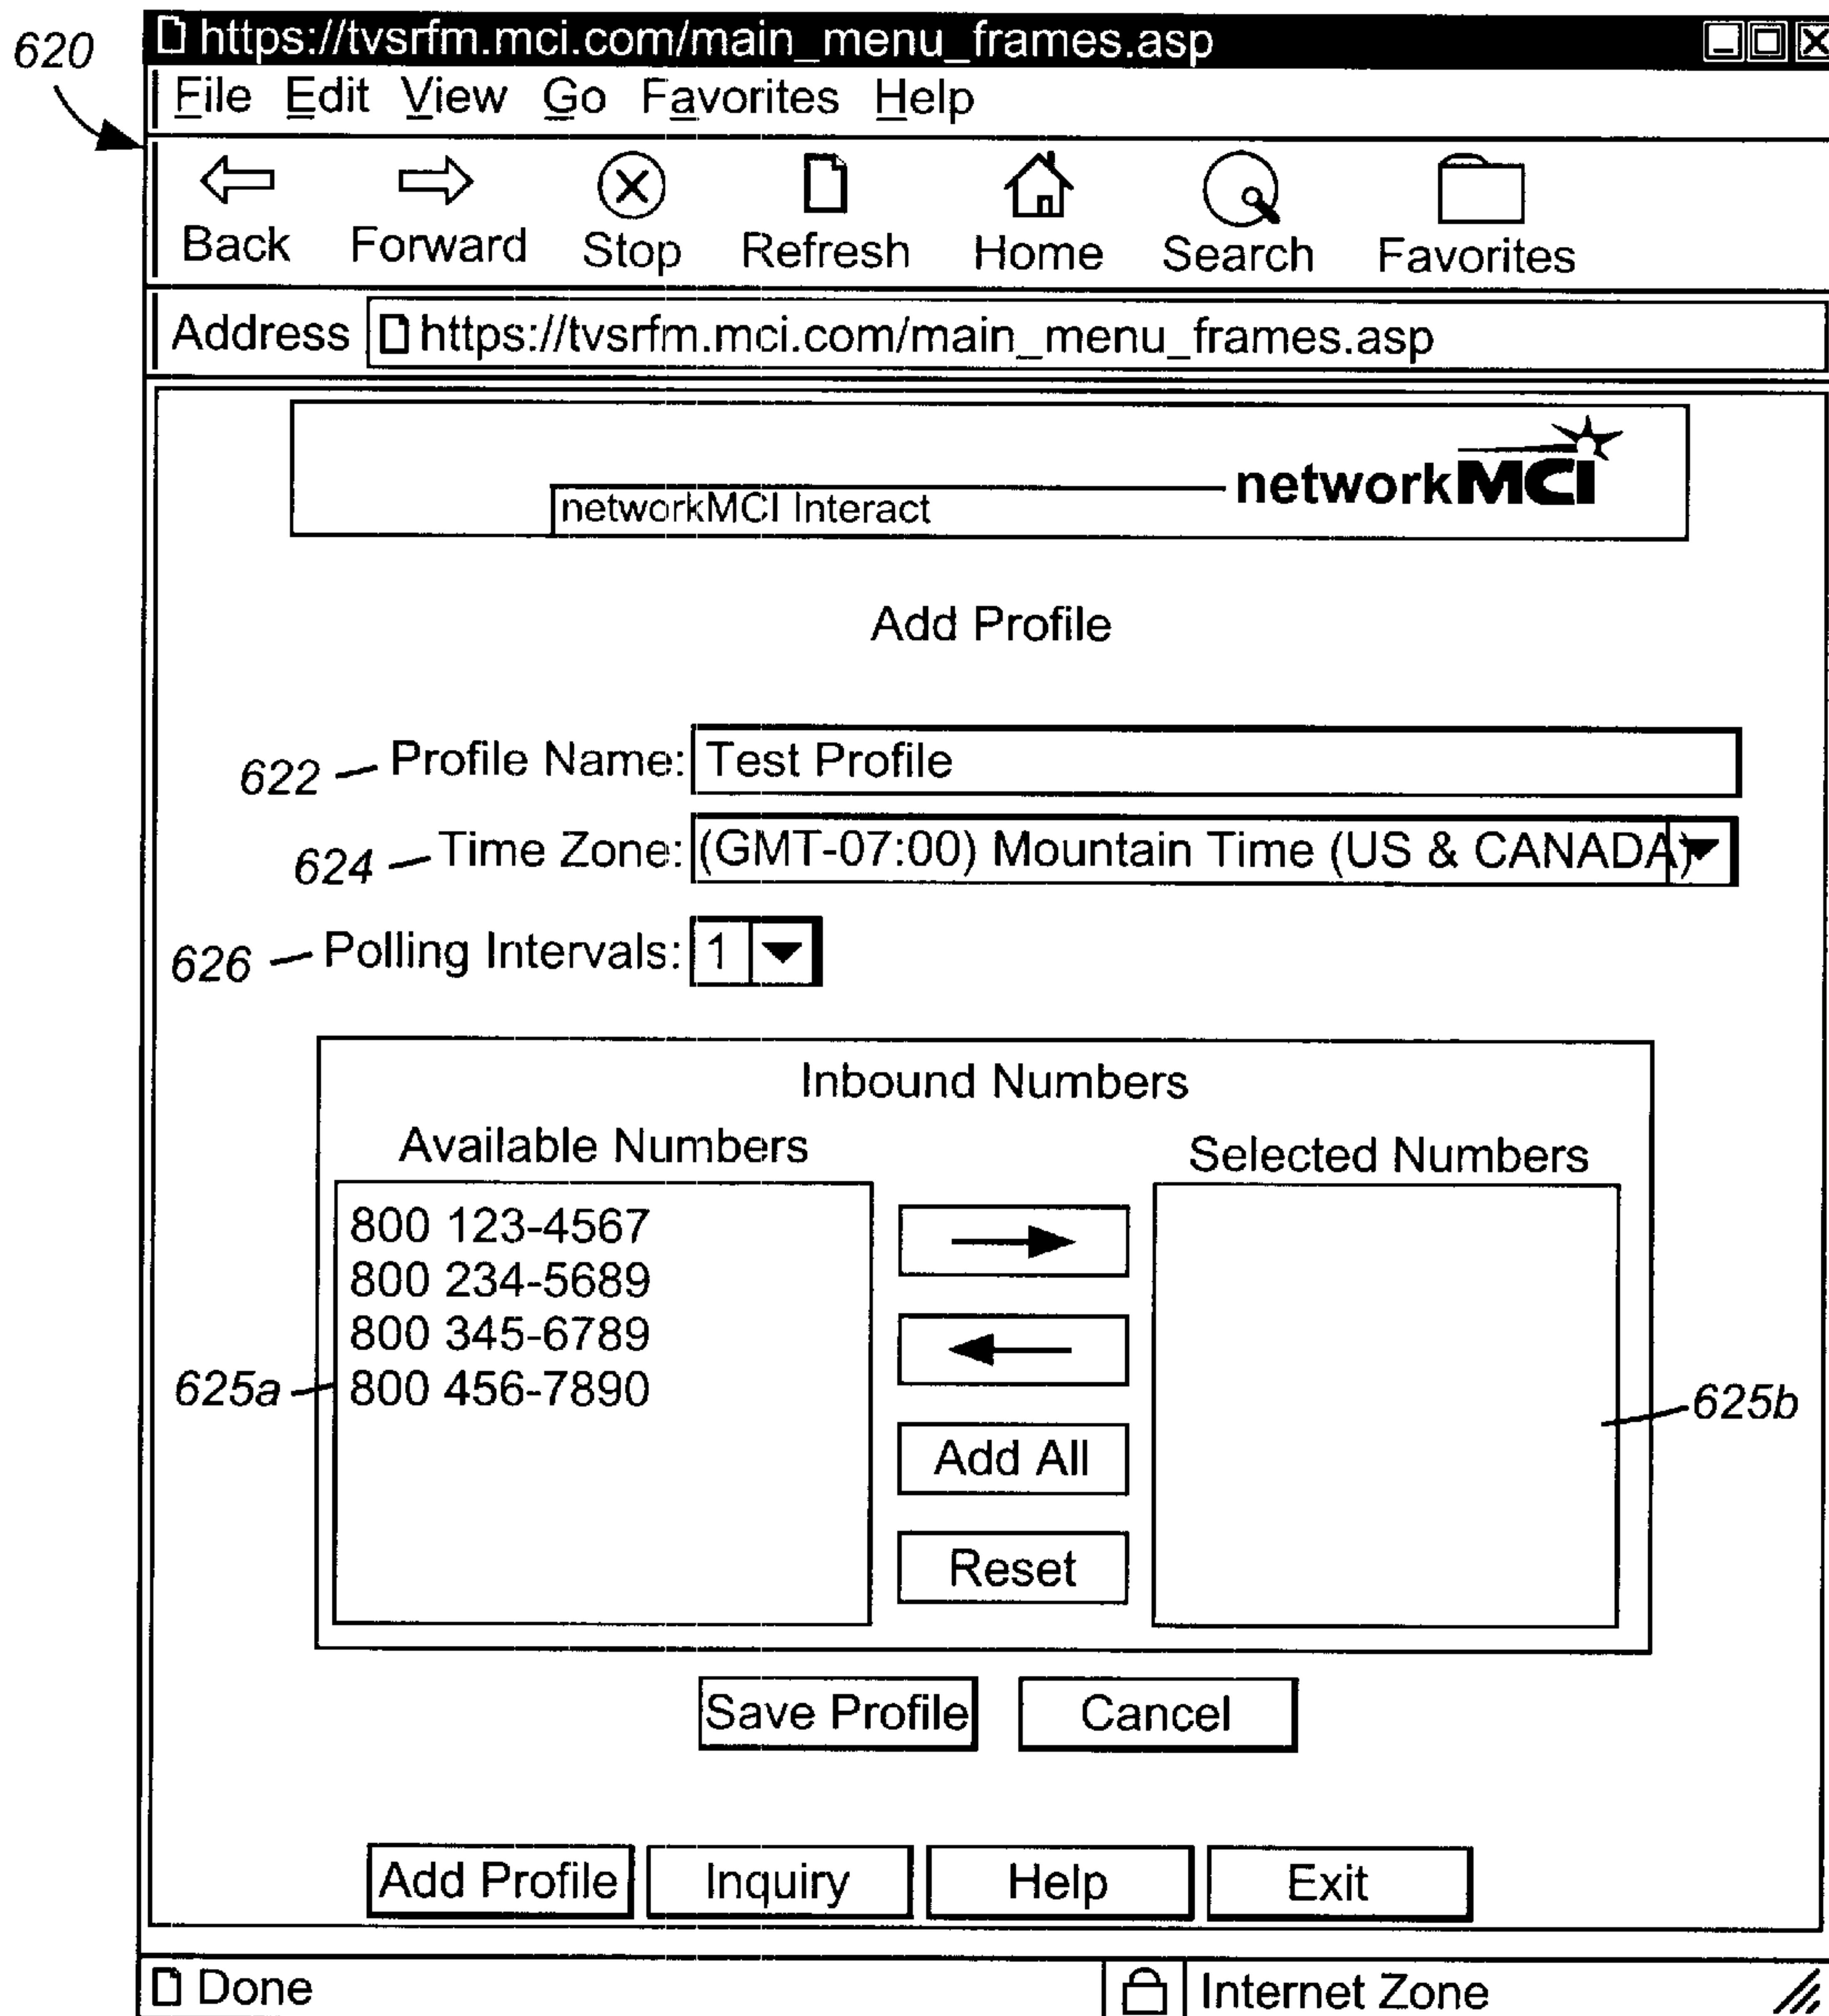 620
https://tvsrfm.mci.com/main_menu_frames.asp
File Edit View Go Favorites Help
Back Forward Stop Refresh Home Search Favorites
Address https://tvsrfm.mci.com/main_menu_frames.asp
networkMCI
networkMCI Interact
Add Profile
622 Profile Name: Test Profile
624 Time Zone: (GMT-07:00) Mountain Time (US & CANADA)
626 Polling Intervals: 1
Inbound Numbers
Available Numbers Selected Numbers
800 123-4567
800 234-5689
800 345-6789
625a 800 456-7890
625b
Add All
Reset
Save Profile Cancel
Add Profile Inquiry Help Exit
Done Internet Zone